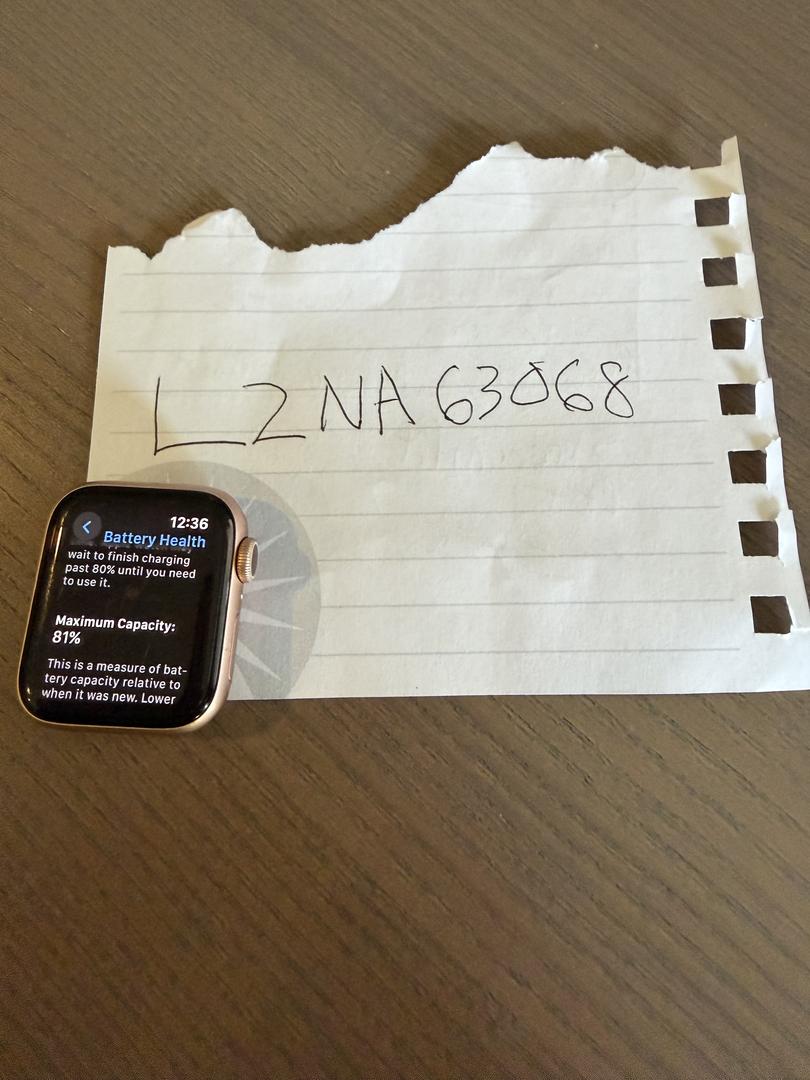 L2NA63068
12:36
Battery Health
wait to finish charging
past 80% until you need
to use it.
Maximum Capacity:
81%
This is a measure of bat-
tery capacity relative to
when it was new. Lower